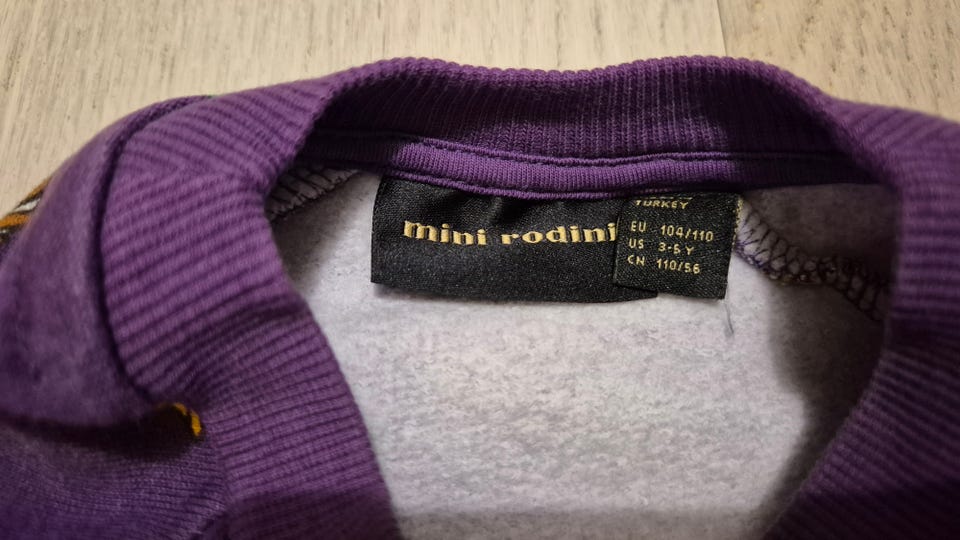 mini rodini
TURKEY
EU 104/110
US 3-5 Y
CN 110/56